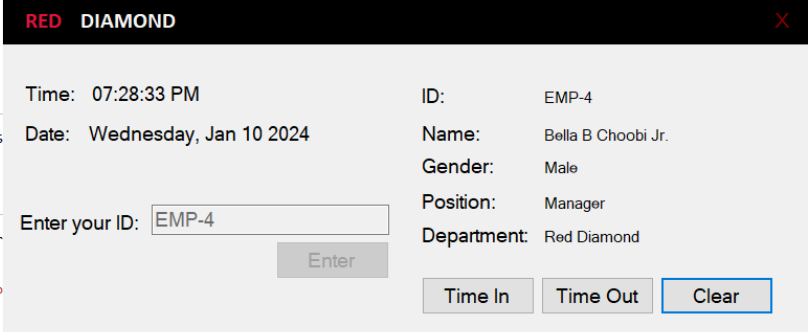 RED DIAMOND X
Time: 07:28:33 PM
Date: Wednesday, Jan 10 2024
Enter your ID: EMP-4
Enter
ID: EMP-4
Name: Bella B Choobi Jr.
Gender: Male
Position: Manager
Department: Red Diamond
Time In Time Out Clear